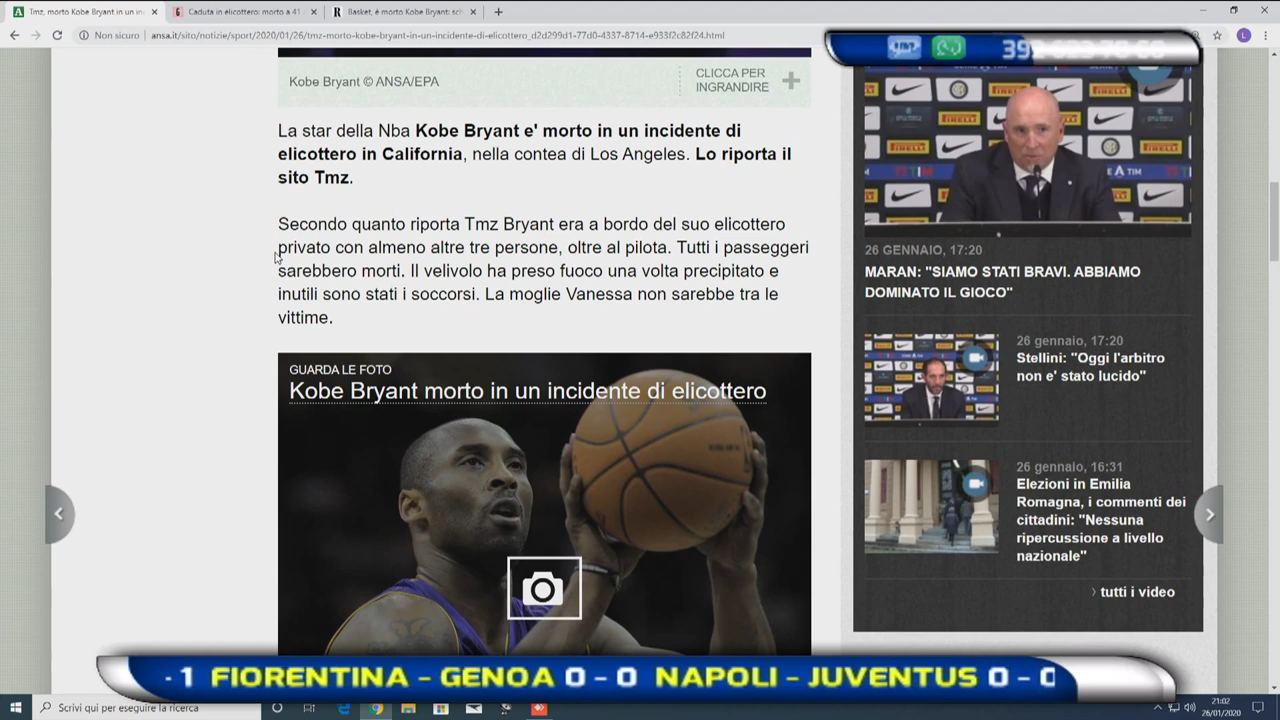 Tmz, morto Kobe Bryant in un in
Caduta in elicottero: morto a 41
Basket, è morto Kobe Bryant: sch
Non sicuro
ansa.it/sito/notizie/sport/2020/01/26/tmz-morto-kobe-bryant-in-un-incidente-di-elicottero_d2d299d1-77d0-4337-8714-e933f2c82f24.html
Kobe Bryant © ANSA/EPA
CLICCA PER
INGRANDIRE
La star della Nba Kobe Bryant e' morto in un incidente di
elicottero in California, nella contea di Los Angeles. Lo riporta il
sito Tmz.
Secondo quanto riporta Tmz Bryant era a bordo del suo elicottero
privato con almeno altre tre persone, oltre al pilota. Tutti i passeggeri
sarebbero morti. Il velivolo ha preso fuoco una volta precipitato e
inutili sono stati i soccorsi. La moglie Vanessa non sarebbe tra le
vittime.
GUARDA LE FOTO
Kobe Bryant morto in un incidente di elicottero
IRELLI
PIRELLI
PIRELLI
E A TIM
26 GENNAIO, 17:20
MARAN: "SIAMO STATI BRAVI. ABBIAMO
DOMINATO IL GIOCO"
26 gennaio, 17:20
Stellini: "Oggi l'arbitro
non e' stato lucido"
26 gennaio, 16:31
Elezioni in Emilia
Romagna, i commenti dei
cittadini: "Nessuna
ripercussione a livello
nazionale"
tutti i video
- 1 FIORENTINA - GENOA 0 - 0 NAPOLI - JUVENTUS 0 - 0
Scrivi qui per eseguire la ricerca
21:02
26/01/2020